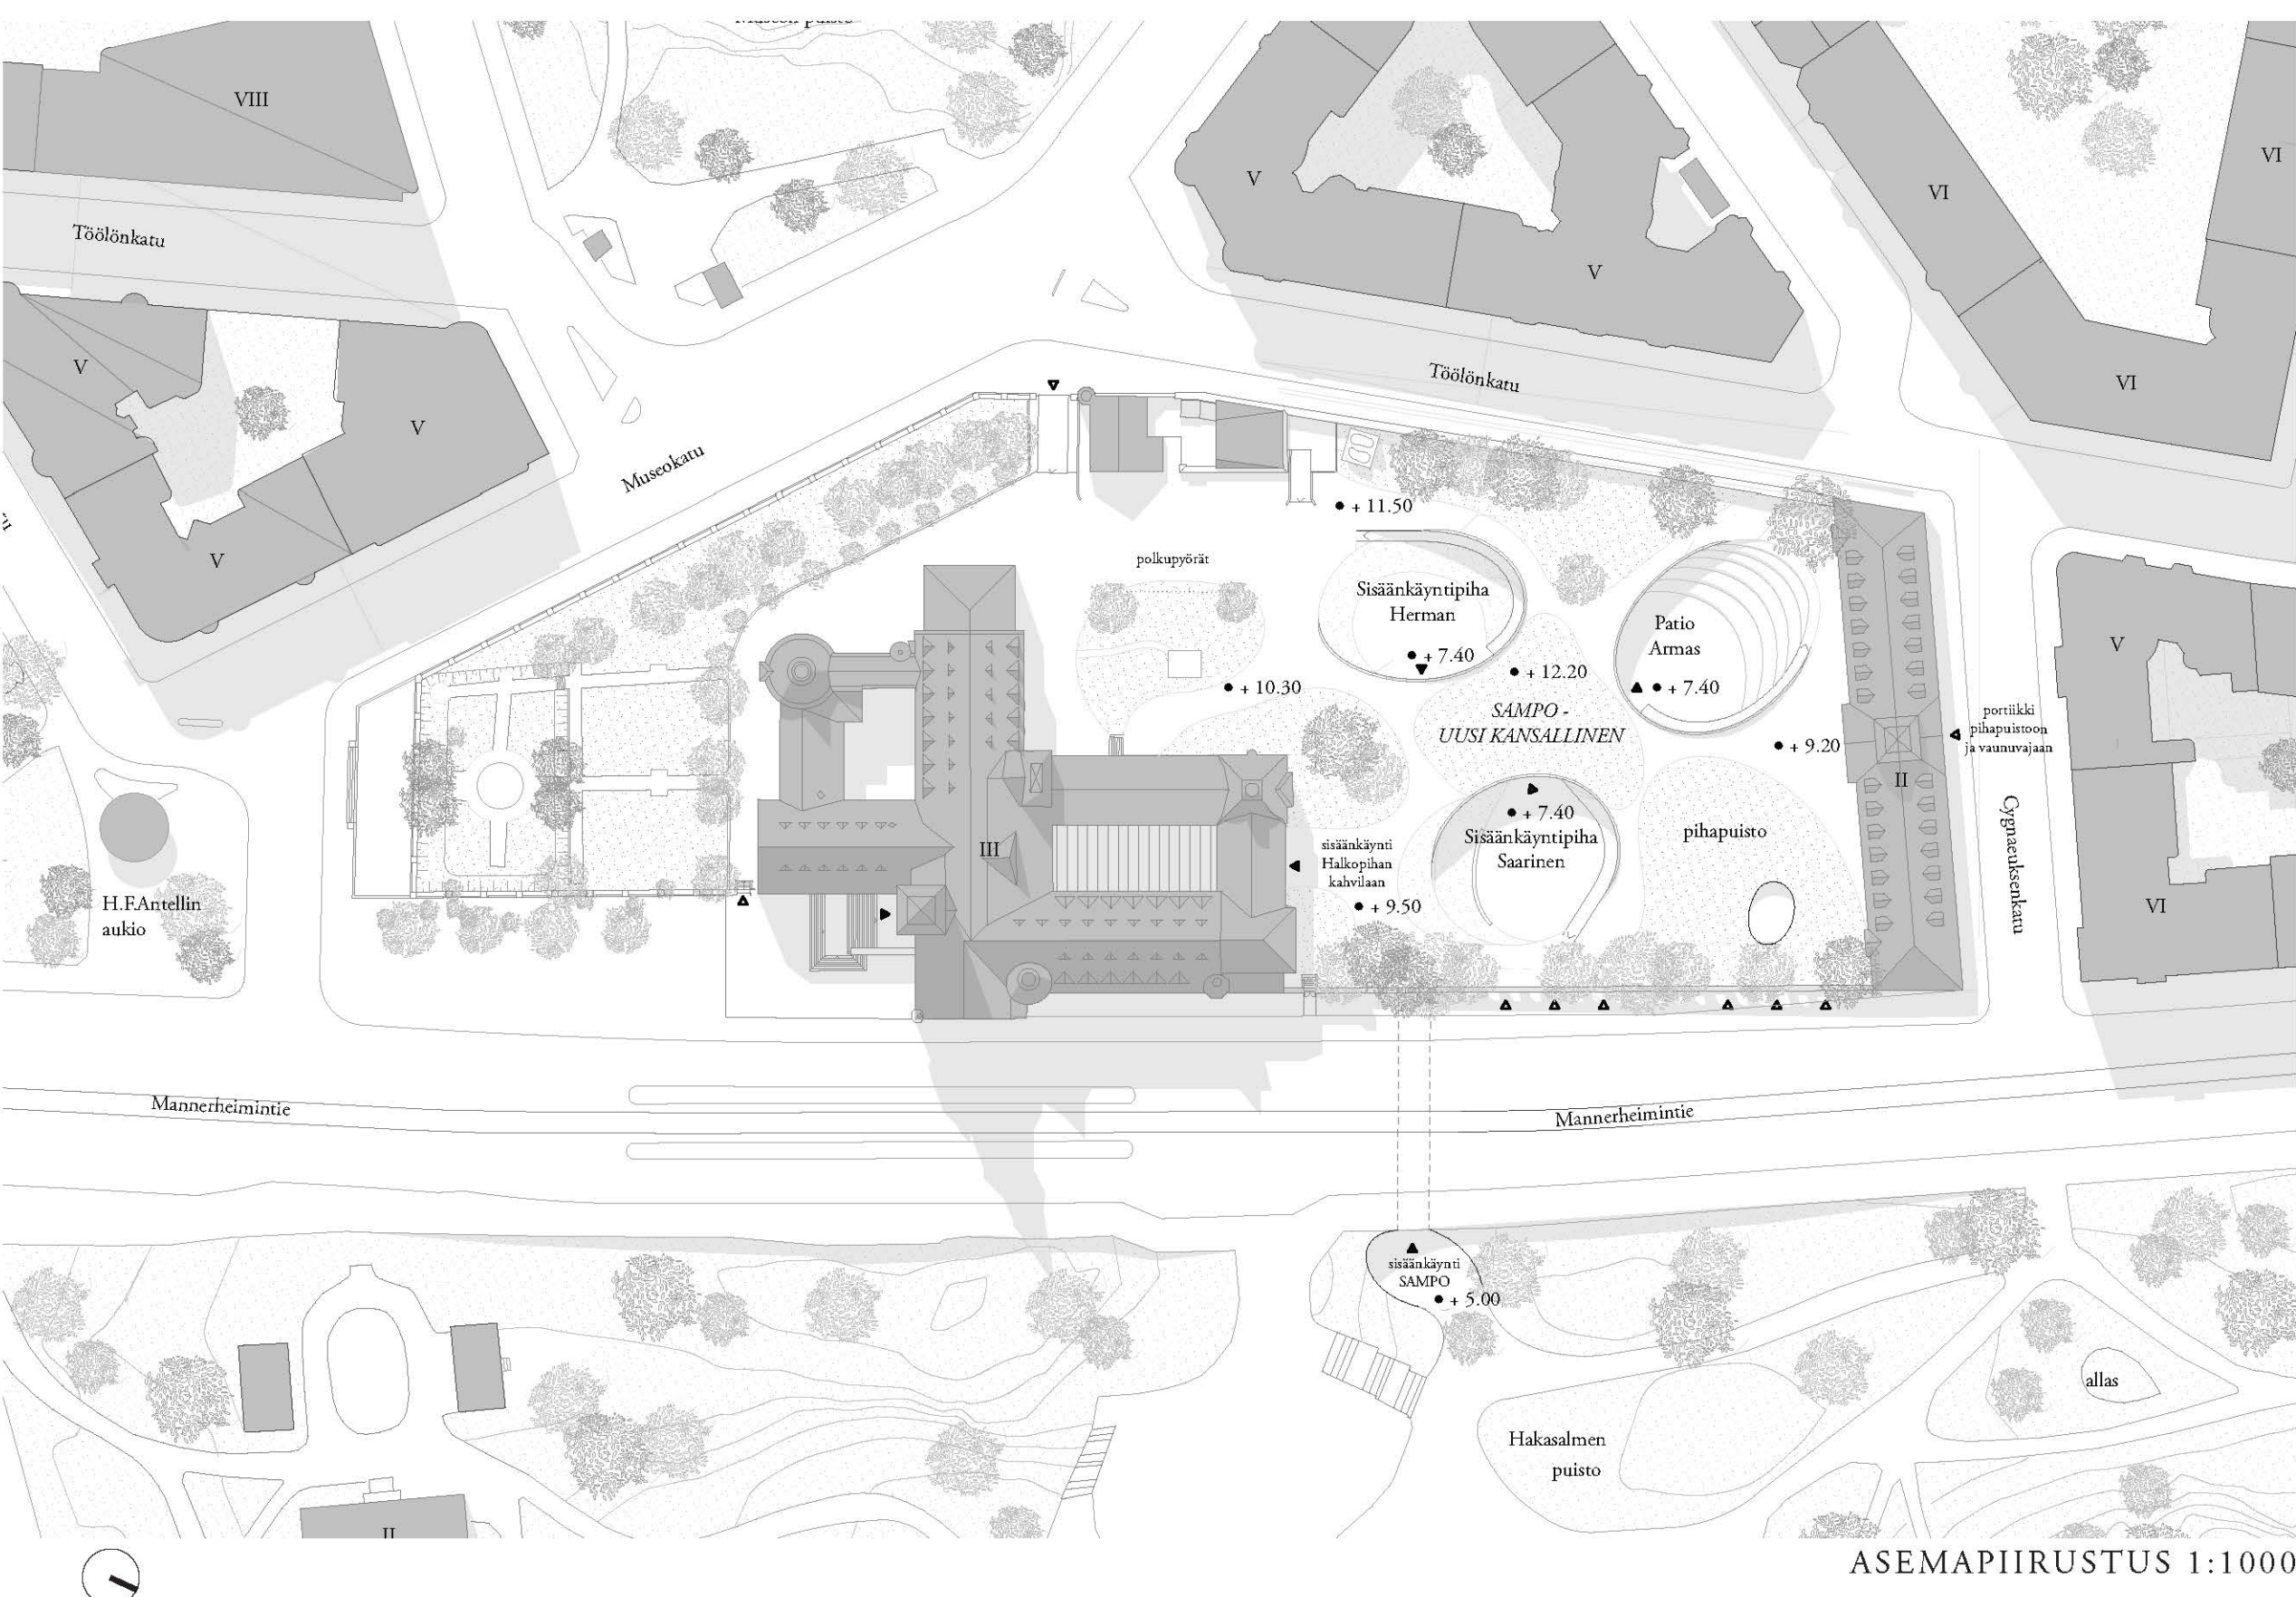 Museon puisto
VIII
V
VI
VI
Töölönkatu
V
Töölönkatu
VI
V
V
Museokatu
V
+ 11.50
polkupyörät
Sisäänkäyntipiha
Herman
+ 7.40
Patio
Armas
+ 7.40
+ 12.20
+ 10.30
SAMPO -
UUSI KANSALLINEN
+ 9.20
portiikki
pihapuistoon
ja vaunuvajaan
V
II
+ 7.40
Sisäänkäyntipiha
Saarinen
pihapuisto
Cygnaeuksenkatu
III
sisäänkäynti
Halkopihan
kahvilaan
+ 9.50
H.F.Antellin
aukio
VI
Mannerheimintie
Mannerheimintie
sisäänkäynti
SAMPO
+ 5.00
allas
Hakasalmen
puisto
II
ASEMAPIIRUSTUS 1:1000